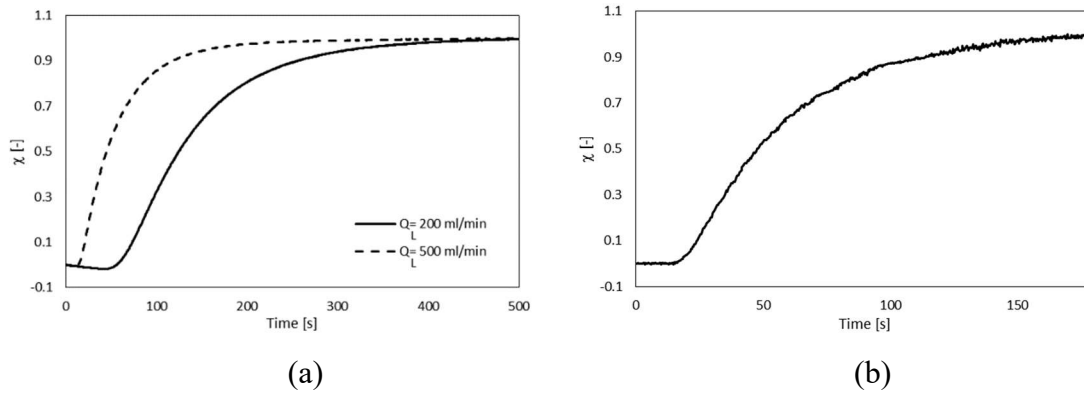 1.1
0.9
0.7
0.5
0.3
0.1
-0.1
χ [-]
0 100 200 300 400 500
Time [s]
Q = 200 ml/min
L
Q = 500 ml/min
L
(a)
1.1
0.9
0.7
0.5
0.3
0.1
-0.1
χ [-]
0 50 100 150
Time [s]
(b)